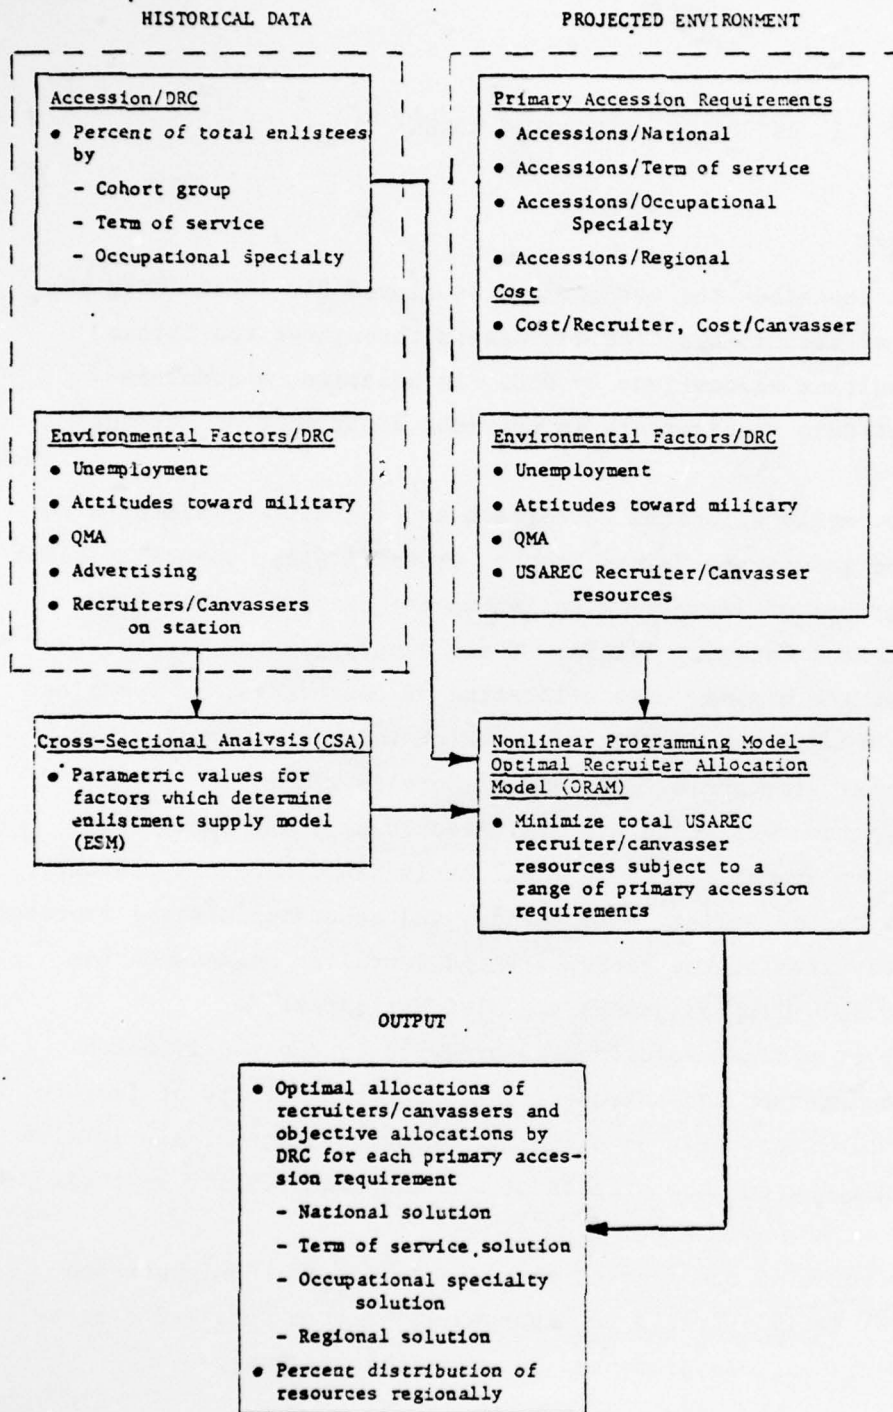 HISTORICAL DATA
PROJECTED ENVIRONMENT
Accession/DRC
• Percent of total enlistees
by
- Cohort group
- Term of service
- Occupational specialty
Environmental Factors/DRC
• Unemployment
• Attitudes toward military
• QMA
• Advertising
• Recruiters/Canvassers
on station
Primary Accession Requirements
• Accessions/National
• Accessions/Term of service
• Accessions/Occupational
Specialty
• Accessions/Regional
Cost
• Cost/Recruiter, Cost/Canvasser
Environmental Factors/DRC
• Unemployment
• Attitudes toward military
• QMA
• USAREC Recruiter/Canvasser
resources
Cross-Sectional Analysis(CSA)
• Parametric values for
factors which determine
enlistment supply model
(ESM)
Nonlinear Programming Model—
Optimal Recruiter Allocation
Model (ORAM)
• Minimize total USAREC
recruiter/canvasser
resources subject to a
range of primary accession
requirements
OUTPUT
• Optimal allocations of
recruiters/canvassers and
objective allocations by
DRC for each primary acces-
sion requirement
- National solution
- Term of service solution
- Occupational specialty
solution
- Regional solution
• Percent distribution of
resources regionally